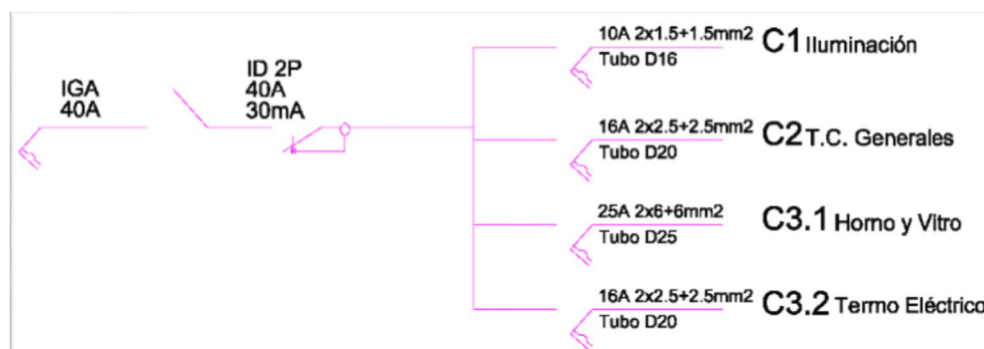 IGA
40A
ID 2P
40A
30mA
10A 2x1.5+1.5mm2
Tubo D16
C1 Iluminación
16A 2x2.5+2.5mm2
Tubo D20
C2 T.C. Generales
25A 2x6+6mm2
Tubo D25
C3.1 Horno y Vitro
16A 2x2.5+2.5mm2
Tubo D20
C3.2 Termo Eléctrico